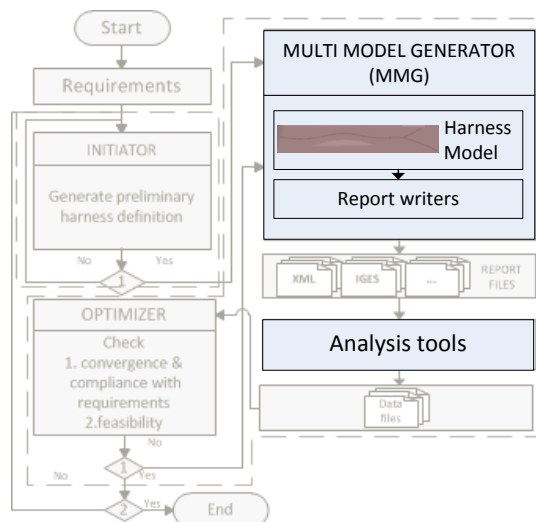 Start
Requirements
INITIATOR
Generate preliminary
harness definition
No
Yes
1
OPTIMIZER
Check
1. convergence &
compliance with
requirements
2.feasibility
No
1
No
Yes
2
Yes
End
MULTI MODEL GENERATOR
(MMG)
Harness
Model
Report writers
XML
IGES
...
REPORT
FILES
Analysis tools
Data
files